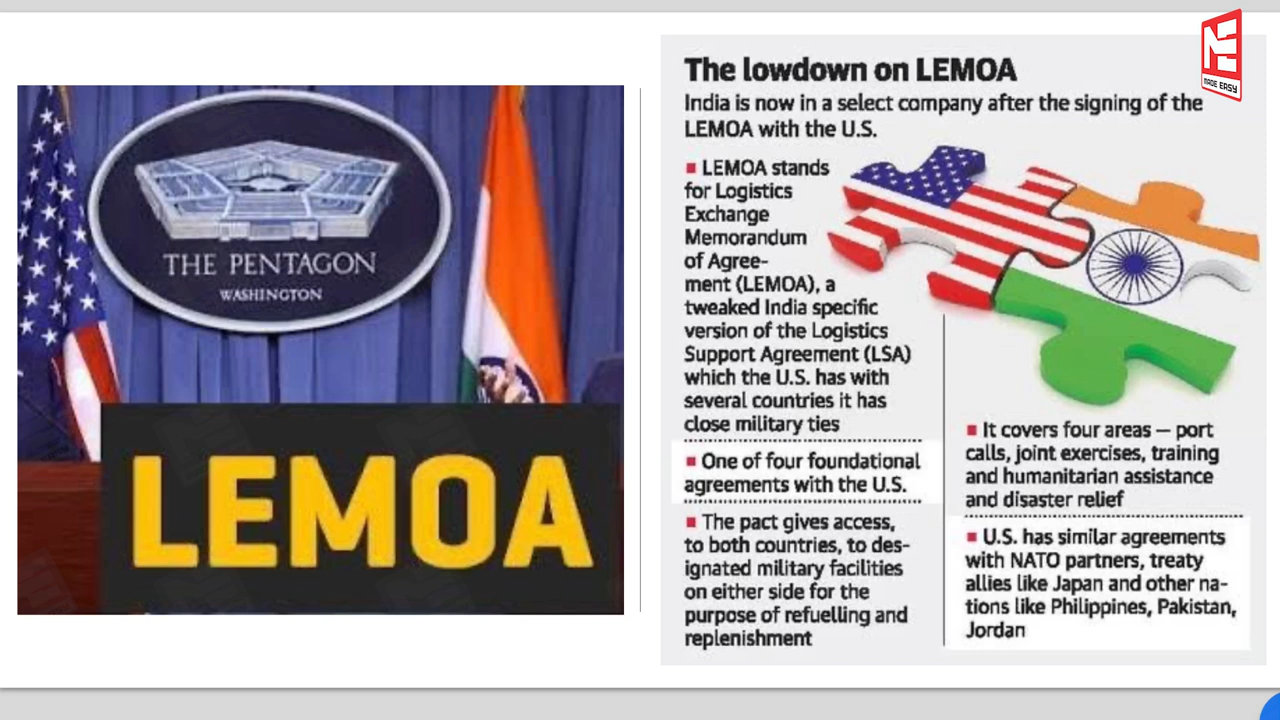 THE PENTAGON
WASHINGTON
LEMOA
MADE EASY
The lowdown on LEMOA
India is now in a select company after the signing of the
LEMOA with the U.S.
LEMOA stands
for Logistics
Exchange
Memorandum
of Agree-
ment (LEMOA), a
tweaked India specific
version of the Logistics
Support Agreement (LSA)
which the U.S. has with
several countries it has
close military ties
One of four foundational
agreements with the U.S.
The pact gives access,
to both countries, to des-
ignated military facilities
on either side for the
purpose of refuelling and
replenishment
It covers four areas — port
calls, joint exercises, training
and humanitarian assistance
and disaster relief
U.S. has similar agreements
with NATO partners, treaty
allies like Japan and other na-
tions like Philippines, Pakistan,
Jordan